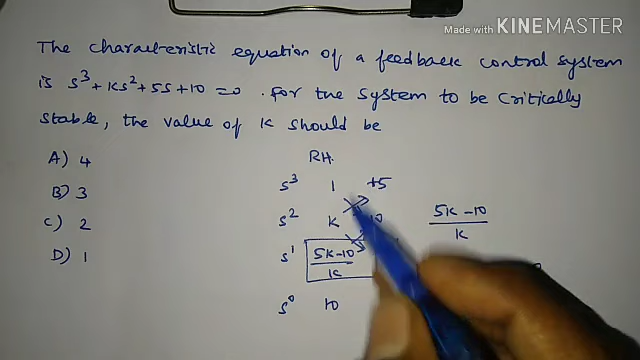 Made with KINEMASTER
The characteristic equation of a feedback control system
is s³ + ks² + 5s + 10 = 0 . For the system to be critically
stable, the value of k should be
A) 4
B) 3
C) 2
D) 1
RH.
s³ 1 +5
s² k 10
s¹ 5k-10/k
s⁰ 10
5k-10/k